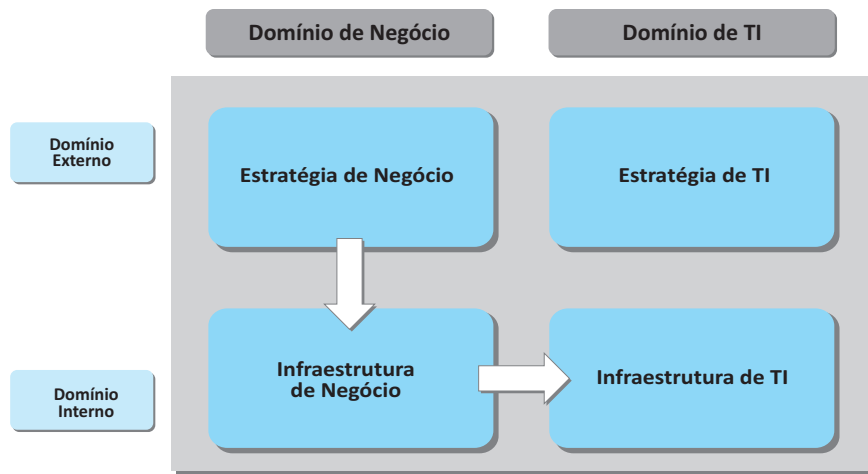 Domínio de Negócio
Domínio de TI
Domínio
Externo
Estratégia de Negócio
Estratégia de TI
Domínio
Interno
Infraestrutura
de Negócio
Infraestrutura de TI